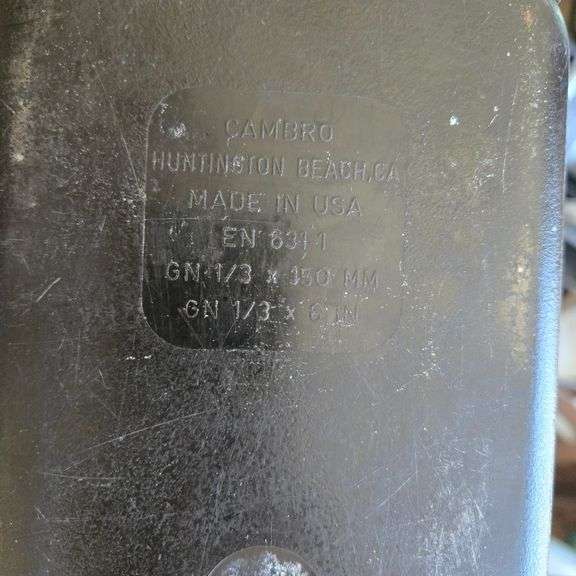 CAMBRO
HUNTINGTON BEACH, CA
MADE IN USA
EN 631-1
GN 1/3 x 150 MM
GN 1/3 x 6 IN